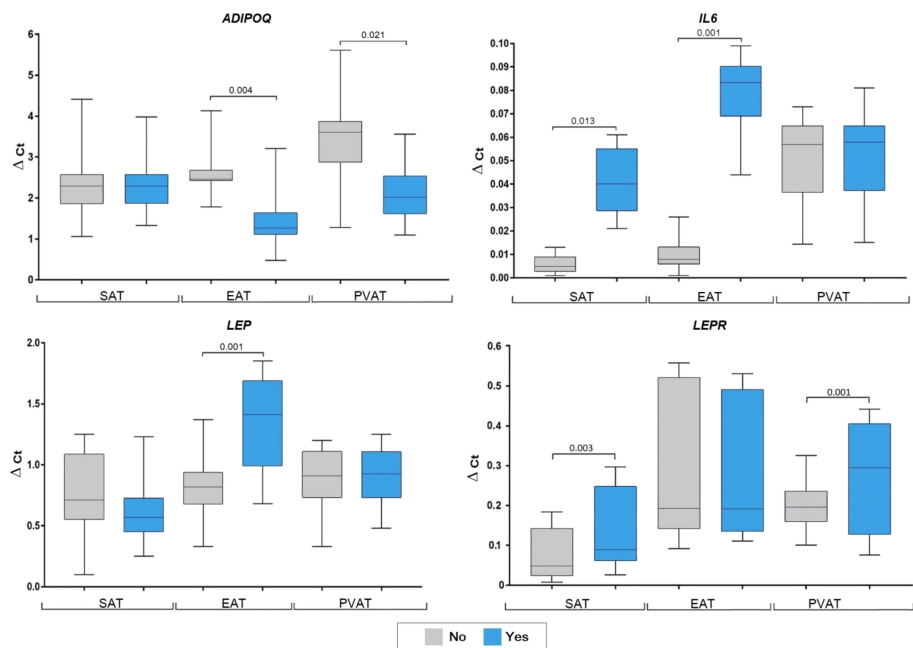 ADIPOQ
6
5
4
3
2
1
0
Δ Ct
0.004
0.021
SAT
EAT
PVAT
IL6
0.10
0.09
0.08
0.07
0.06
0.05
0.04
0.03
0.02
0.01
0.00
Δ Ct
0.013
0.001
SAT
EAT
PVAT
LEP
2.0
1.5
1.0
0.5
0.0
Δ Ct
0.001
SAT
EAT
PVAT
LEPR
0.6
0.5
0.4
0.3
0.2
0.1
0.0
Δ Ct
0.003
0.001
SAT
EAT
PVAT
No Yes